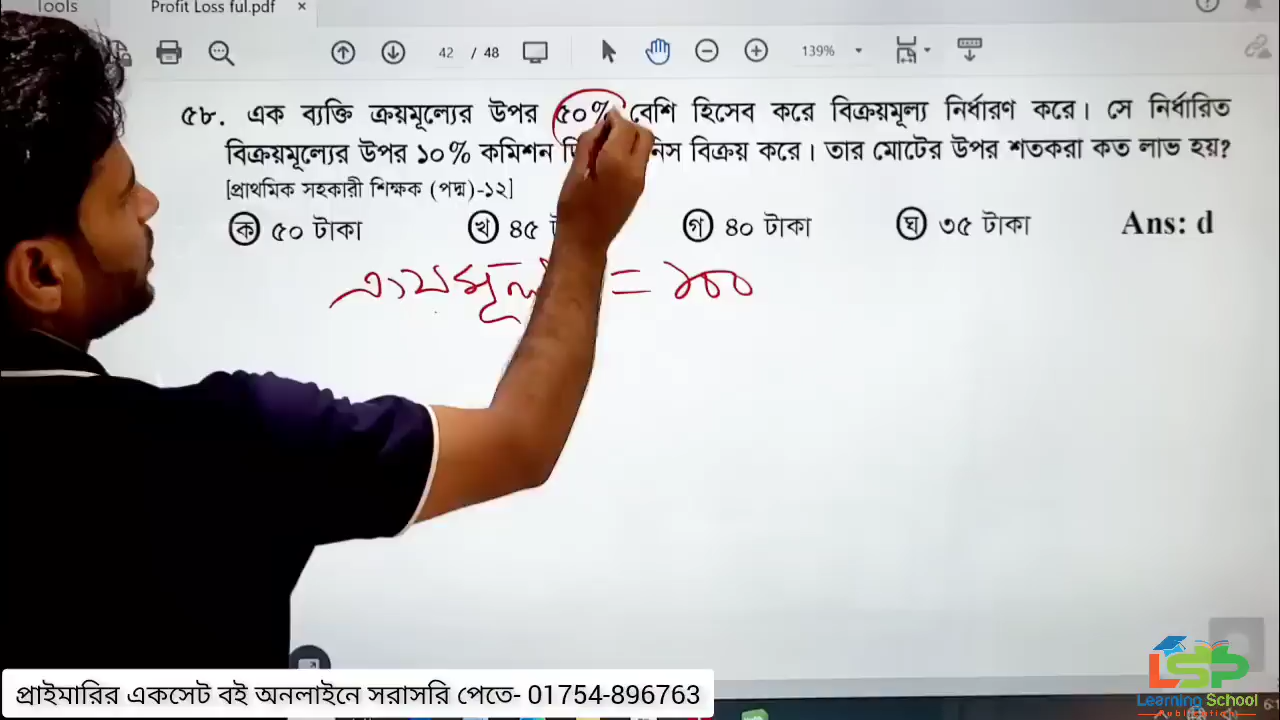 Tools Profit Loss ful.pdf ×
42 / 48 139%
৫৮. এক ব্যক্তি ক্রয়মূল্যের উপর ৫০% বেশি হিসেব করে বিক্রয়মূল্য নির্ধারণ করে। সে নির্ধারিত
বিক্রয়মূল্যের উপর ১০% কমিশন বিক্রয় করে। তার মোটের উপর শতকরা কত লাভ হয়?
[প্রাথমিক সহকারী শিক্ষক (পদ্ম)-১২]
ক ৫০ টাকা খ ৪৫ গ ৪০ টাকা ঘ ৩৫ টাকা Ans: d
= ১০০
প্রাইমারির একসেট বই অনলাইনে সরাসরি পেতে- 01754-896763
LSP
Learning School
Publications